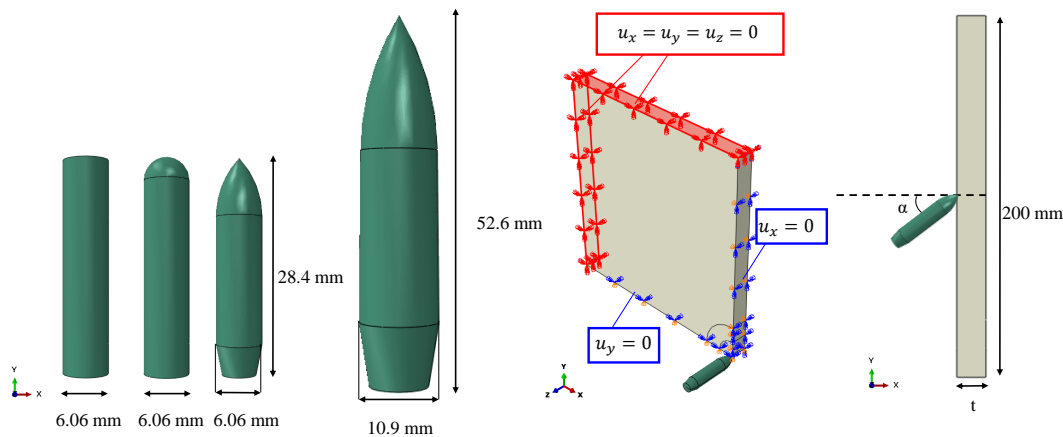 28.4 mm
6.06 mm
6.06 mm
6.06 mm
Y
X
52.6 mm
10.9 mm
u_x = u_y = u_z = 0
u_x = 0
u_y = 0
Y
Z
X
α
200 mm
t
Y
X